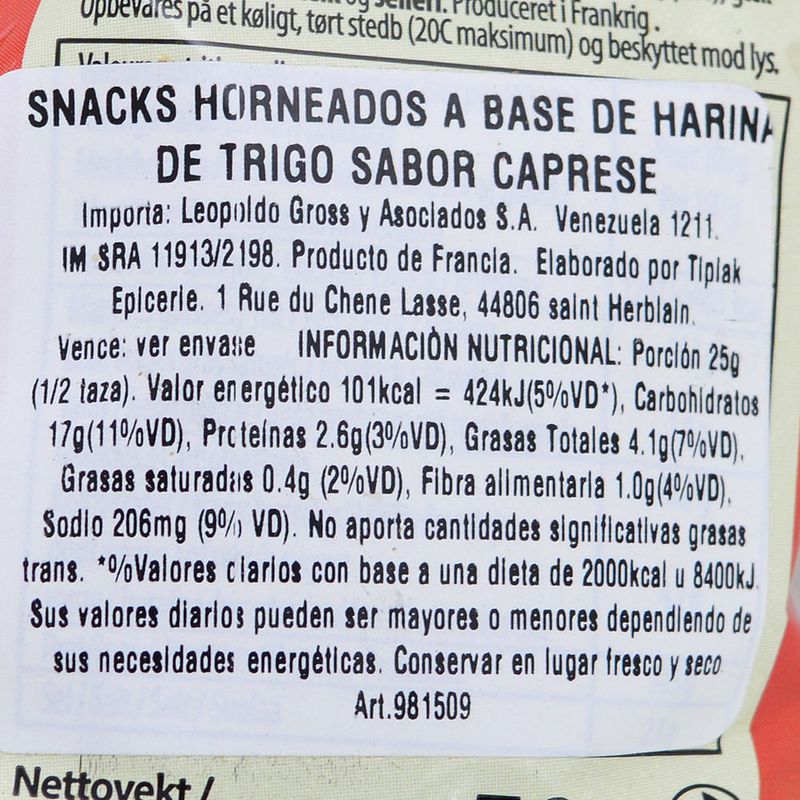 Opbevares på et køligt, tørt stedb (20C maksimum) og beskyttet mod lys.
SNACKS HORNEADOS A BASE DE HARINA
DE TRIGO SABOR CAPRESE
Importa: Leopoldo Gross y Asociados S.A. Venezuela 1211.
IM SRA 11913/2198. Producto de Francia. Elaborado por Tipiak
Epicerie. 1 Rue du Chene Lasse, 44806 saint Herblain.
Vence: ver envase INFORMACIÒN NUTRICIONAL: Porción 25g
(1/2 taza). Valor energético 101kcal = 424kJ(5%VD*), Carbohidratos
17g(11%VD), Proteínas 2.6g(3%VD), Grasas Totales 4.1g(7%VD),
Grasas saturadas 0.4g (2%VD), Fibra alimentaria 1.0g(4%VD),
Sodio 206mg (9% VD). No aporta cantidades significativas grasas
trans. *%Valores diarios con base a una dieta de 2000kcal u 8400kJ.
Sus valores diarios pueden ser mayores o menores dependiendo de
sus necesidades energéticas. Conservar en lugar fresco y seco
Art.981509
Nettovekt /